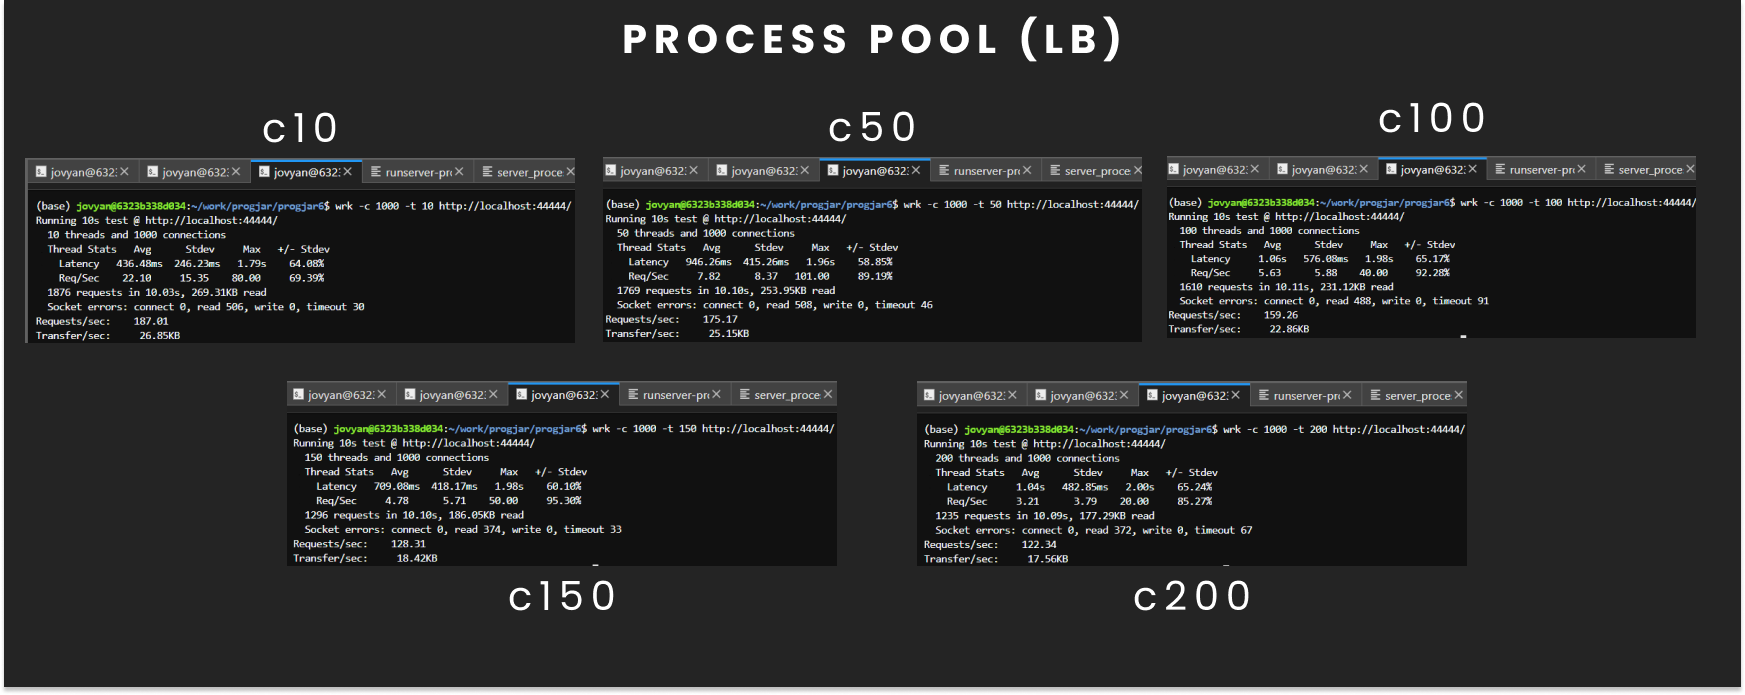 PROCESS POOL (LB)
c10
jovyan@632: jovyan@632: jovyan@632: runserver-pro server_proce
(base) jovyan@6323b338d034:~/work/progjar/progjar6$ wrk -c 1000 -t 10 http://localhost:44444/
Running 10s test @ http://localhost:44444/
10 threads and 1000 connections
Thread Stats Avg Stdev Max +/- Stdev
Latency 436.48ms 246.23ms 1.79s 64.08%
Req/Sec 22.10 15.35 80.00 69.39%
1876 requests in 10.03s, 269.31KB read
Socket errors: connect 0, read 506, write 0, timeout 30
Requests/sec: 187.01
Transfer/sec: 26.85KB
c50
jovyan@632: jovyan@632: jovyan@632: runserver-pro server_proce
(base) jovyan@6323b338d034:~/work/progjar/progjar6$ wrk -c 1000 -t 50 http://localhost:44444/
Running 10s test @ http://localhost:44444/
50 threads and 1000 connections
Thread Stats Avg Stdev Max +/- Stdev
Latency 946.26ms 415.26ms 1.96s 58.85%
Req/Sec 7.82 8.37 101.00 89.19%
1769 requests in 10.10s, 253.95KB read
Socket errors: connect 0, read 508, write 0, timeout 46
Requests/sec: 175.17
Transfer/sec: 25.15KB
c100
jovyan@632: jovyan@632: jovyan@632: runserver-pro server_proce
(base) jovyan@6323b338d034:~/work/progjar/progjar6$ wrk -c 1000 -t 100 http://localhost:44444/
Running 10s test @ http://localhost:44444/
100 threads and 1000 connections
Thread Stats Avg Stdev Max +/- Stdev
Latency 1.06s 576.08ms 1.98s 65.17%
Req/Sec 5.63 5.88 40.00 92.28%
1610 requests in 10.11s, 231.12KB read
Socket errors: connect 0, read 488, write 0, timeout 91
Requests/sec: 159.26
Transfer/sec: 22.86KB
jovyan@632: jovyan@632: jovyan@632: runserver-pro server_proce
(base) jovyan@6323b338d034:~/work/progjar/progjar6$ wrk -c 1000 -t 150 http://localhost:44444/
Running 10s test @ http://localhost:44444/
150 threads and 1000 connections
Thread Stats Avg Stdev Max +/- Stdev
Latency 709.08ms 418.17ms 1.98s 60.10%
Req/Sec 4.78 5.71 50.00 95.30%
1296 requests in 10.10s, 186.05KB read
Socket errors: connect 0, read 374, write 0, timeout 33
Requests/sec: 128.31
Transfer/sec: 18.42KB
c150
jovyan@632: jovyan@632: jovyan@632: runserver-pro server_proce
(base) jovyan@6323b338d034:~/work/progjar/progjar6$ wrk -c 1000 -t 200 http://localhost:44444/
Running 10s test @ http://localhost:44444/
200 threads and 1000 connections
Thread Stats Avg Stdev Max +/- Stdev
Latency 1.04s 482.85ms 2.00s 65.24%
Req/Sec 3.21 3.79 20.00 85.27%
1235 requests in 10.09s, 177.29KB read
Socket errors: connect 0, read 372, write 0, timeout 67
Requests/sec: 122.34
Transfer/sec: 17.56KB
c200